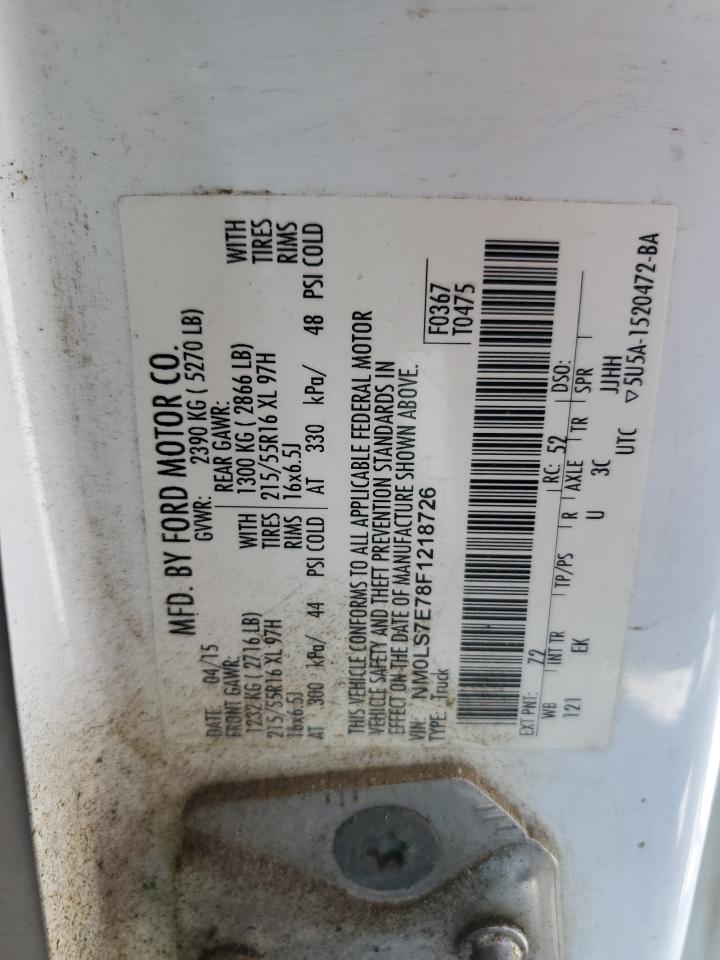 MFD. BY FORD MOTOR CO.
DATE: 04/15 GVWR: 2390 KG ( 5270 LB)
FRONT GAWR: REAR GAWR:
1232 KG ( 2716 LB) WITH 1300 KG ( 2866 LB) WITH
215/55R16 XL 97H TIRES 215/55R16 XL 97H TIRES
16x6.5J RIMS 16x6.5J RIMS
AT 300 kPa/ 44 PSI COLD AT 330 kPa/ 48 PSI COLD
THIS VEHICLE CONFORMS TO ALL APPLICABLE FEDERAL MOTOR
VEHICLE SAFETY AND THEFT PREVENTION STANDARDS IN
EFFECT ON THE DATE OF MANUFACTURE SHOWN ABOVE.
VIN: NM0LS7E78F1218726
TYPE: Truck
F0367
T0475
EXT PNT: 7Z RC: 52 DSO:
WB INT TR TP/PS R AXLE TR SPR
121 EK U 3C JJHH
UTC ▽5U5A-1520472-BA